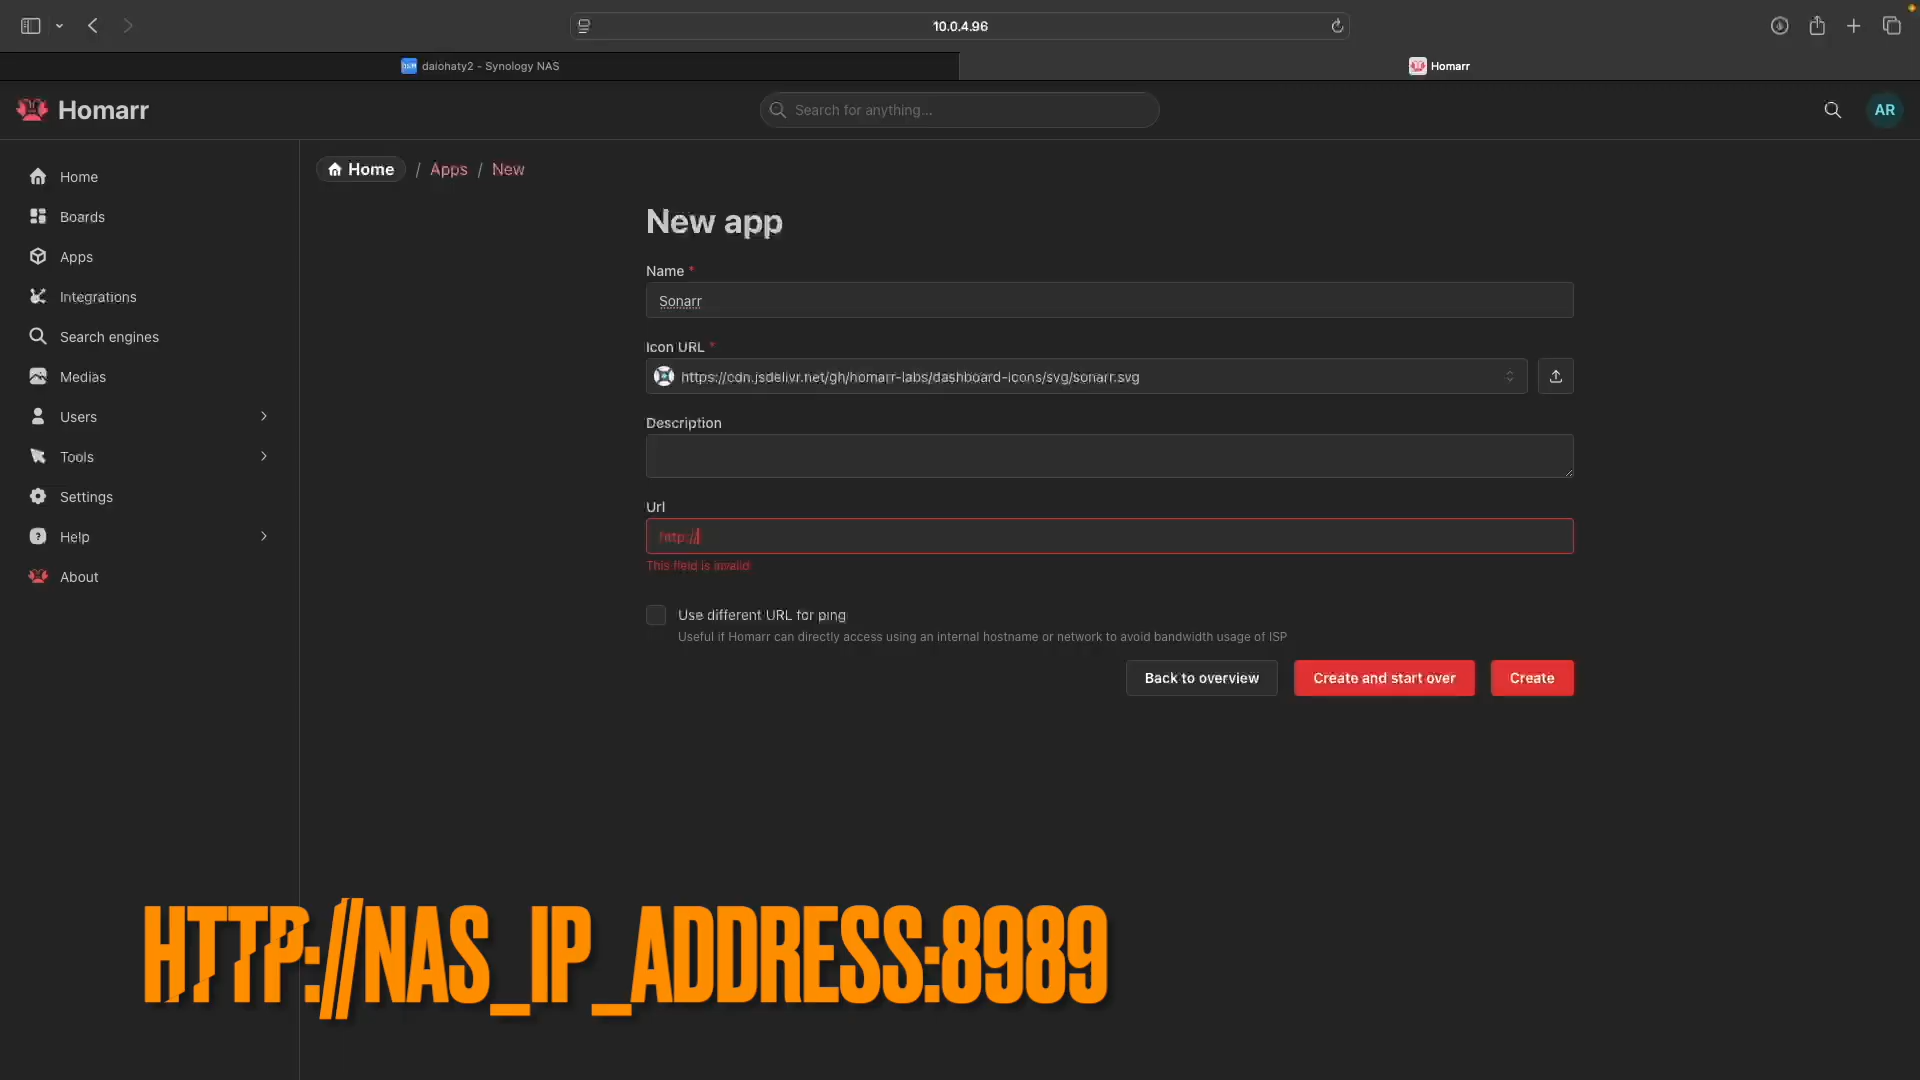 10.0.4.96
daiohaty2 - Synology NAS
Homarr
Homarr
Search for anything...
AR
Home
Boards
Apps
Integrations
Search engines
Medias
Users
Tools
Settings
Help
About
Home / Apps / New
New app
Name *
Sonarr
Icon URL *
https://cdn.jsdelivr.net/gh/homarr-labs/dashboard-icons/svg/sonarr.svg
Description
Url
http://
This field is invalid
Use different URL for ping
Useful if Homarr can directly access using an internal hostname or network to avoid bandwidth usage of ISP
Back to overview
Create and start over
Create
HTTP://NAS_IP_ADDRESS:8989